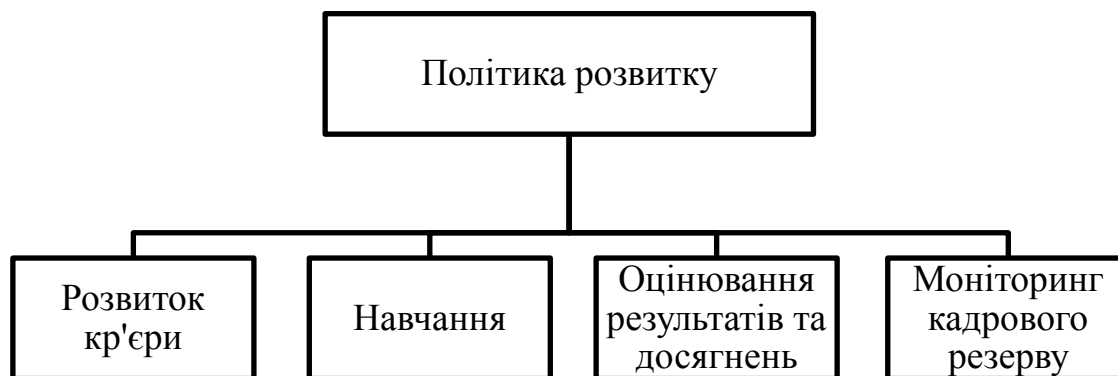 Політика розвитку
Розвиток
кр'єри
Навчання
Оцінювання
результатів та
досягнень
Моніторинг
кадрового
резерву